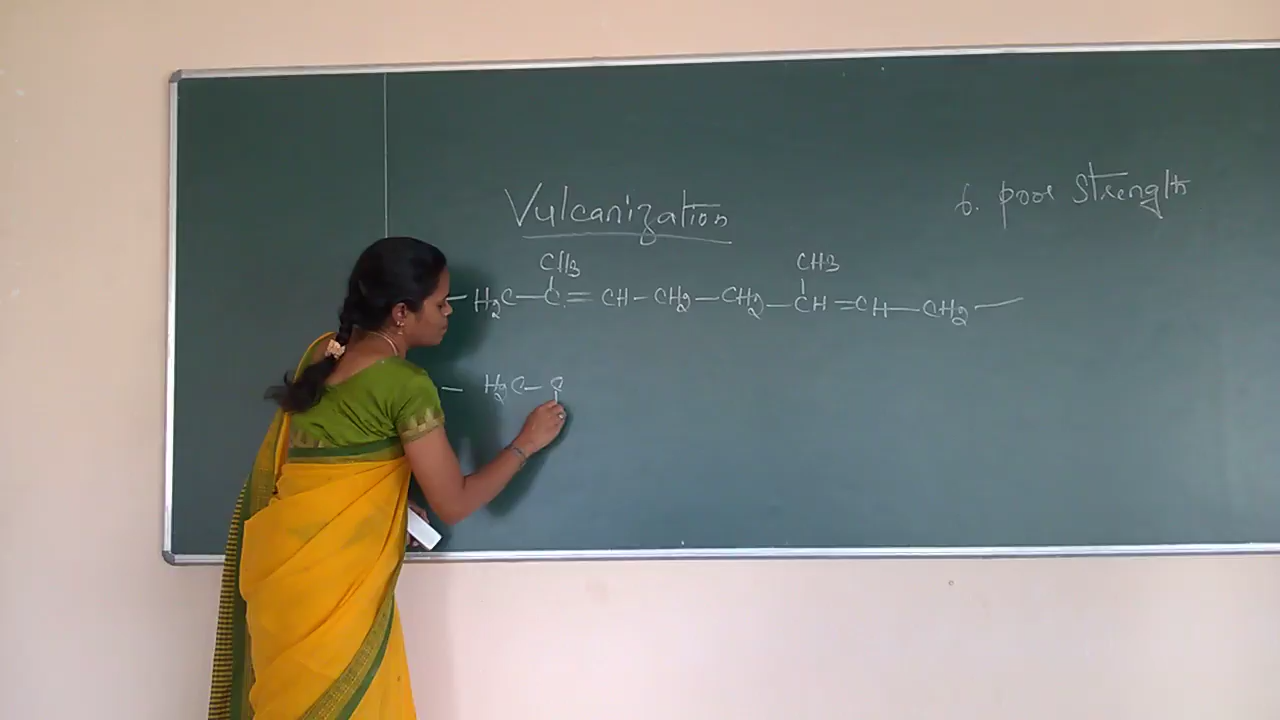 Vulcanization
6. poor Strength
CH3 CH3
— H2C — C = CH — CH2 — CH2 — CH = CH — CH2 —
— H2C — C